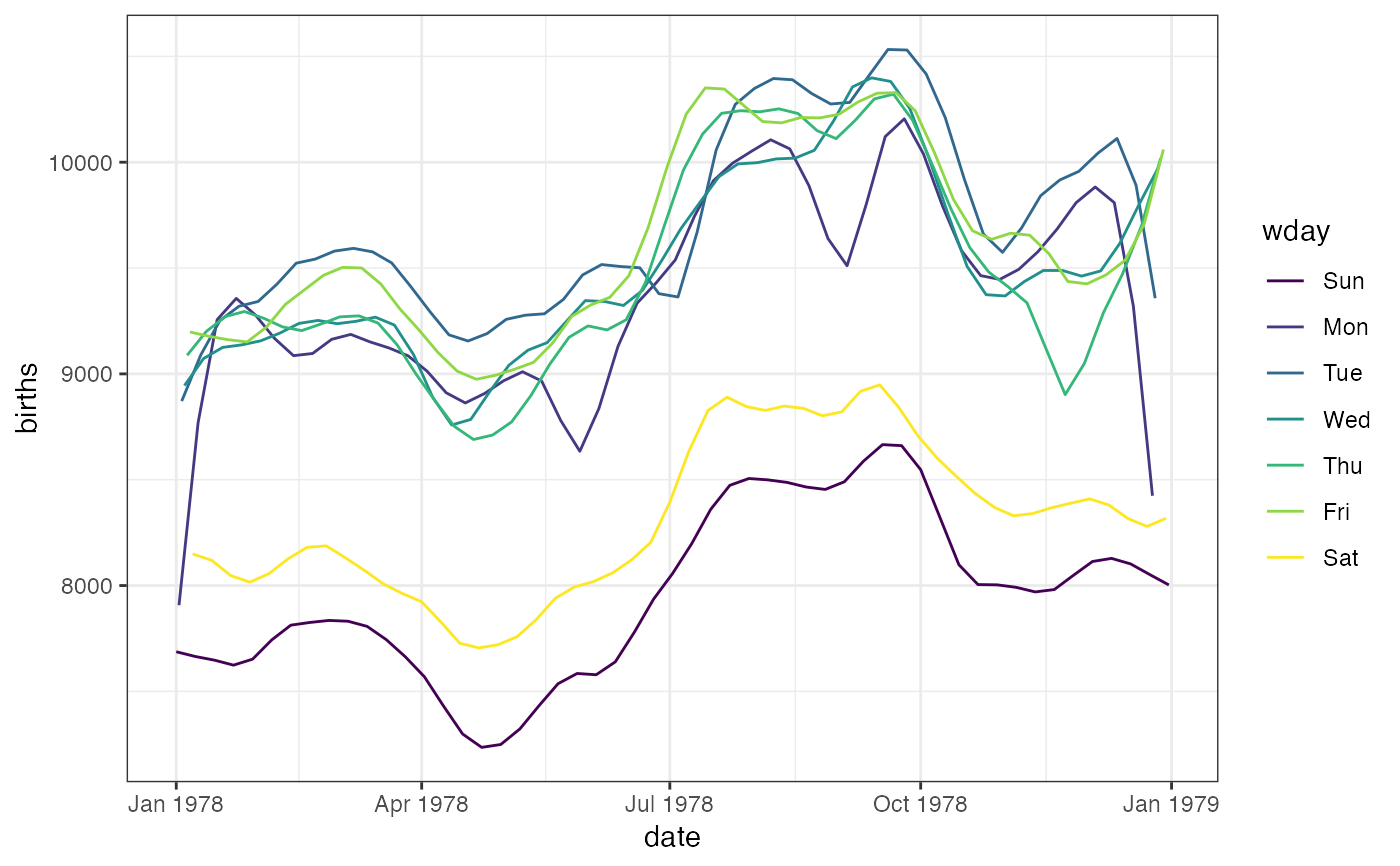 births
10000
9000
8000
Jan 1978
Apr 1978
Jul 1978
Oct 1978
Jan 1979
date
wday
Sun
Mon
Tue
Wed
Thu
Fri
Sat